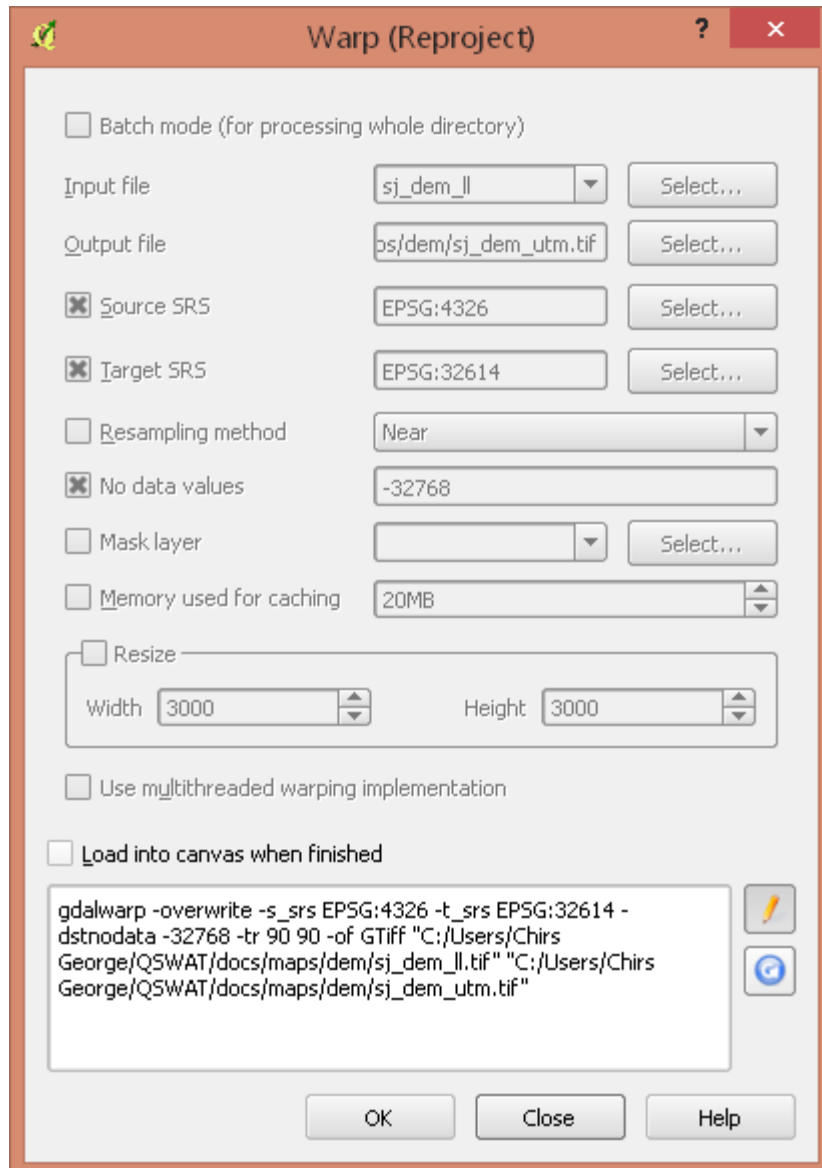 Warp (Reproject)
?
×
Batch mode (for processing whole directory)
Input file
sj_dem_ll
Select...
Output file
os/dem/sj_dem_utm.tif
Select...
Source SRS
EPSG:4326
Select...
Target SRS
EPSG:32614
Select...
Resampling method
Near
No data values
-32768
Mask layer
Select...
Memory used for caching
20MB
Resize
Width
3000
Height
3000
Use multithreaded warping implementation
Load into canvas when finished
gdalwarp -overwrite -s_srs EPSG:4326 -t_srs EPSG:32614 -
dstnodata -32768 -tr 90 90 -of GTiff "C:/Users/Chirs
George/QSWAT/docs/maps/dem/sj_dem_ll.tif" "C:/Users/Chirs
George/QSWAT/docs/maps/dem/sj_dem_utm.tif"
OK
Close
Help